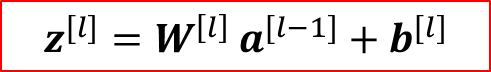 z^[l] = W^[l] a^[l−1] + b^[l]